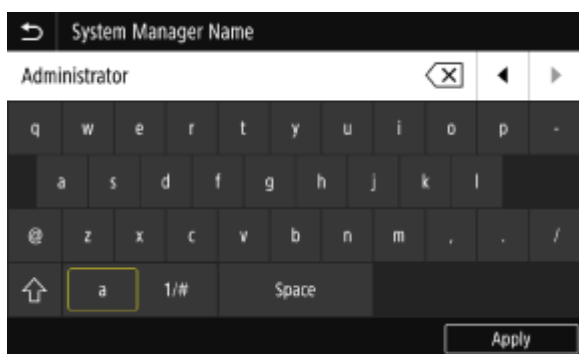 System Manager Name
Administrator
q w e r t y u i o p -
a s d f g h j k l
@ z x c v b n m , . /
a 1/# Space
Apply